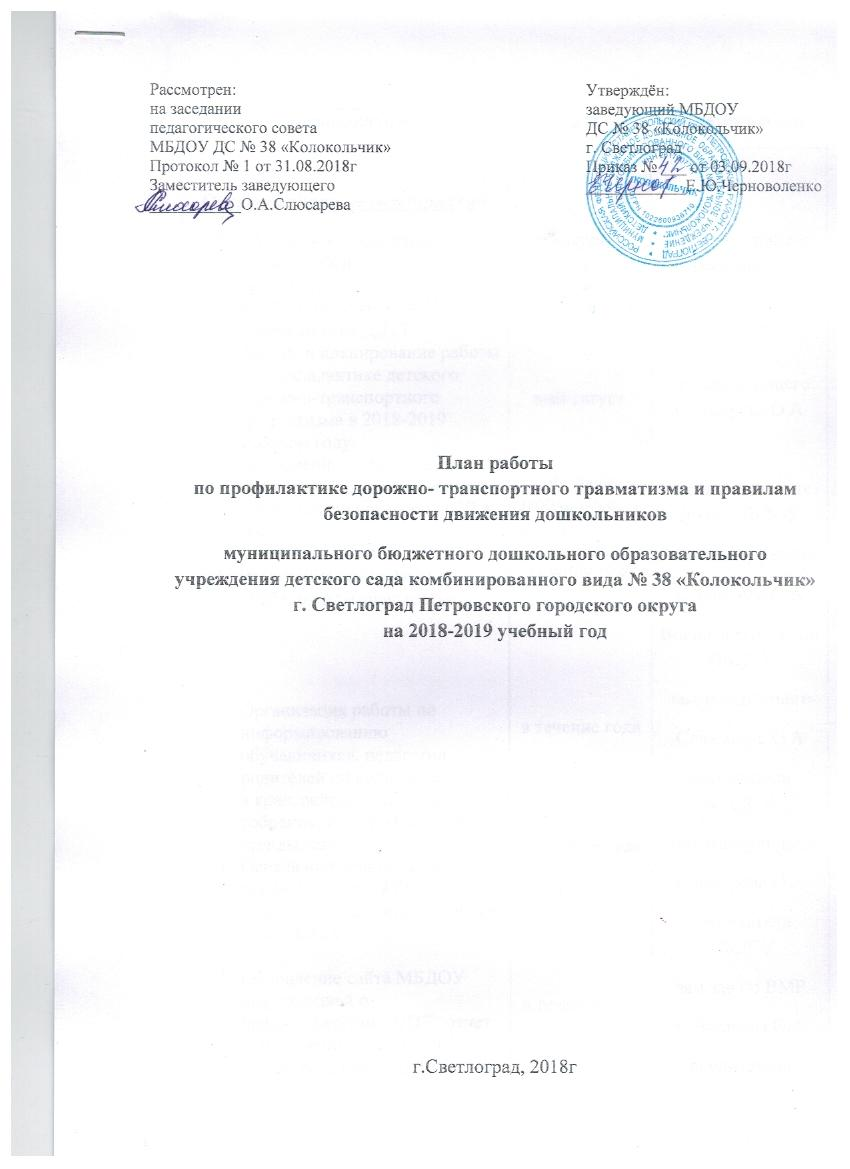 Рассмотрен:
на заседании
педагогического совета
МБДОУ ДС № 38 «Колокольчик»
Протокол № 1 от 31.08.2018г
Заместитель заведующего
О.А.Слюсарева
Утверждён:
заведующий МБДОУ
ДС № 38 «Колокольчик»
г. Светлоград
Приказ № 42 от 03.09.2018г
Е.Ю.Черноволенко
План работы
по профилактике дорожно- транспортного травматизма и правилам
безопасности движения дошкольников
муниципального бюджетного дошкольного образовательного
учреждения детского сада комбинированного вида № 38 «Колокольчик»
г. Светлоград Петровского городского округа
на 2018-2019 учебный год
г.Светлоград, 2018г